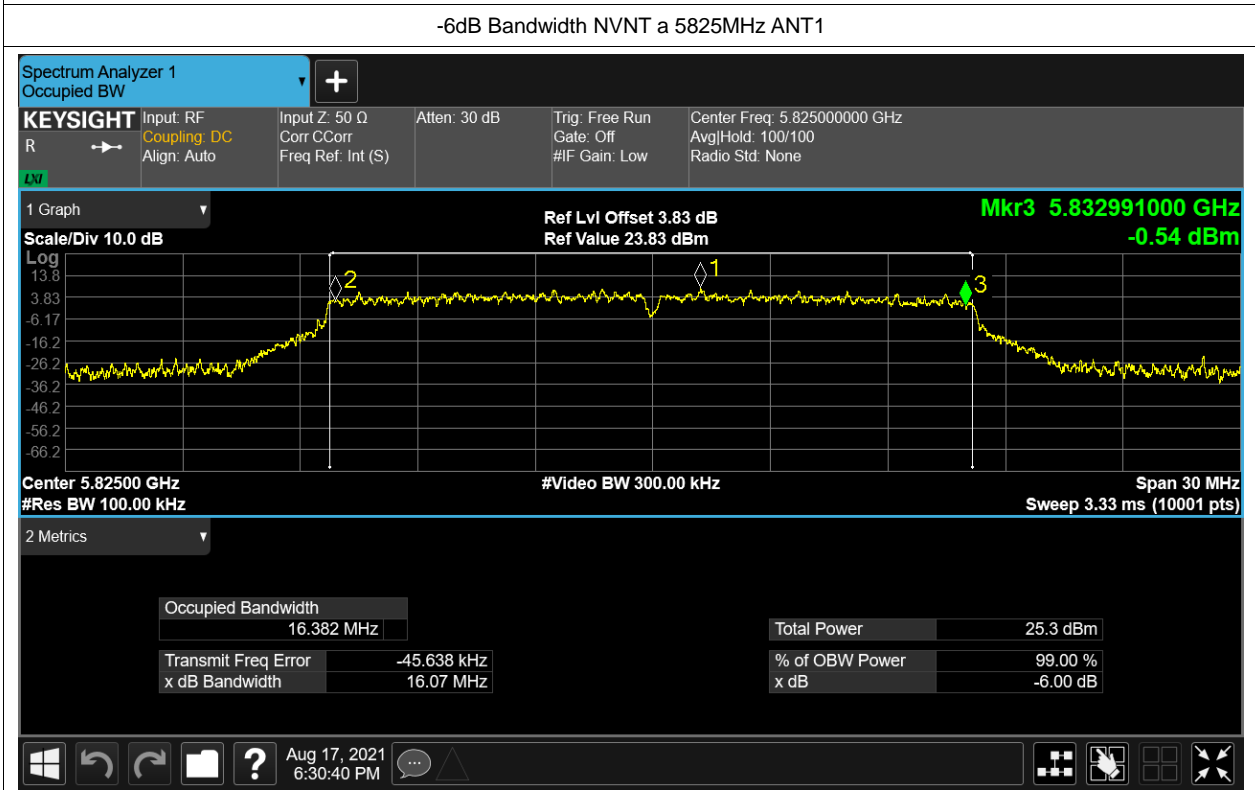 -6dB Bandwidth NVNT a 5825MHz ANT1
Spectrum Analyzer 1
Occupied BW
KEYSIGHT
R
LXI
Input: RF
Coupling: DC
Align: Auto
Input Z: 50 Ω
Corr CCorr
Freq Ref: Int (S)
Atten: 30 dB
Trig: Free Run
Gate: Off
#IF Gain: Low
Center Freq: 5.825000000 GHz
Avg|Hold: 100/100
Radio Std: None
1 Graph
Scale/Div 10.0 dB
Ref Lvl Offset 3.83 dB
Ref Value 23.83 dBm
Mkr3 5.832991000 GHz
-0.54 dBm
Log
13.8
3.83
-6.17
-16.2
-26.2
-36.2
-46.2
-56.2
-66.2
2
1
3
Center 5.82500 GHz
#Res BW 100.00 kHz
#Video BW 300.00 kHz
Span 30 MHz
Sweep 3.33 ms (10001 pts)
2 Metrics
Occupied Bandwidth
16.382 MHz
Transmit Freq Error -45.638 kHz
x dB Bandwidth 16.07 MHz
Total Power 25.3 dBm
% of OBW Power 99.00 %
x dB -6.00 dB
Aug 17, 2021
6:30:40 PM